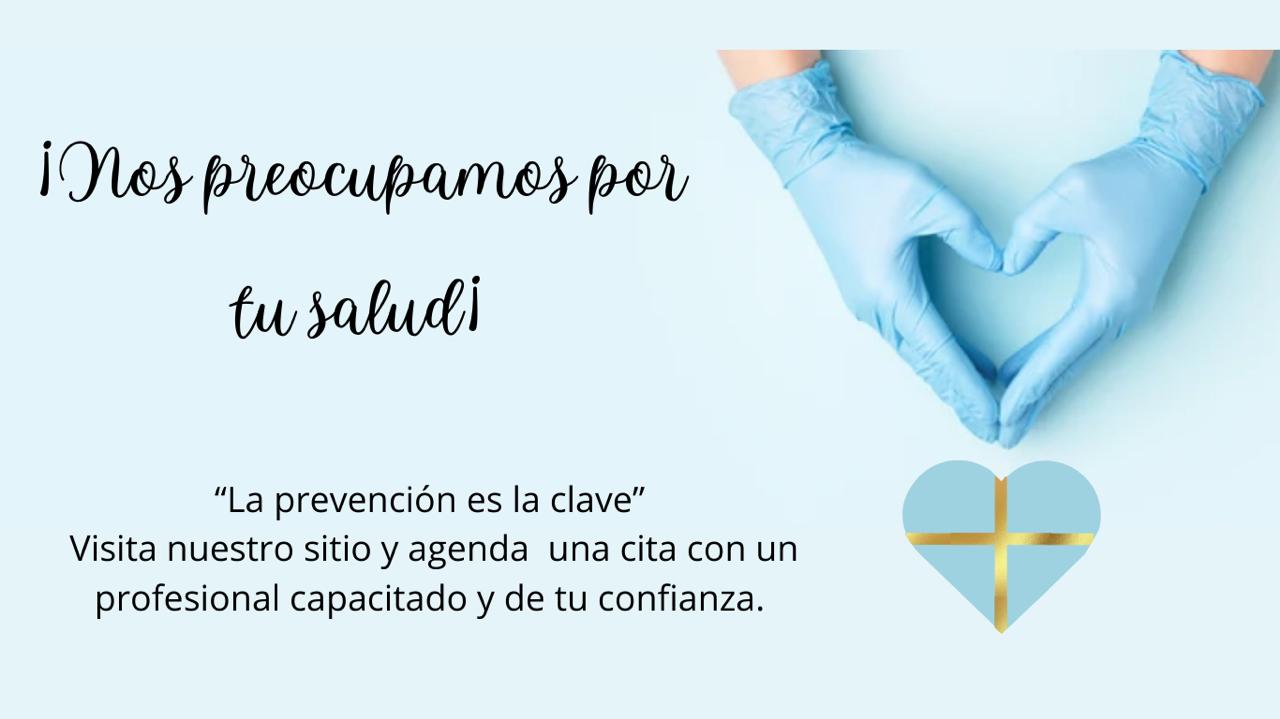 ¡Nos preocupamos por
tu salud¡
“La prevención es la clave”
Visita nuestro sitio y agenda  una cita con un
profesional capacitado y de tu confianza.